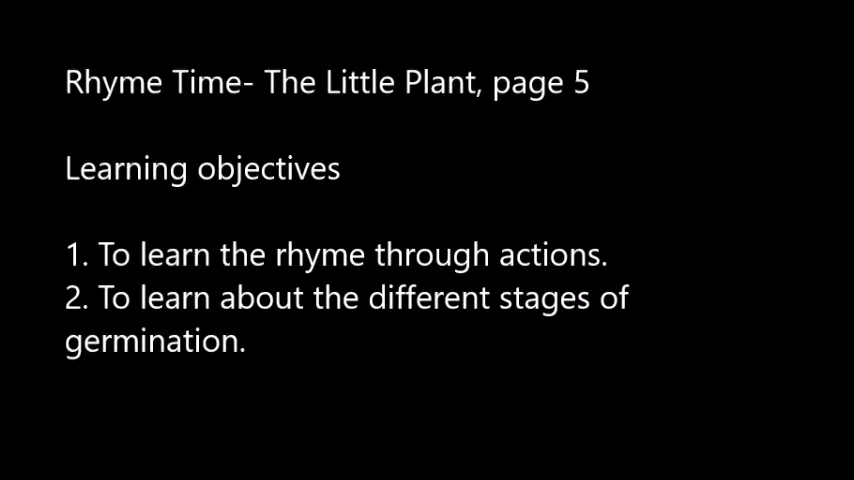 Rhyme Time- The Little Plant, page 5
Learning objectives
1. To learn the rhyme through actions.
2. To learn about the different stages of
germination.